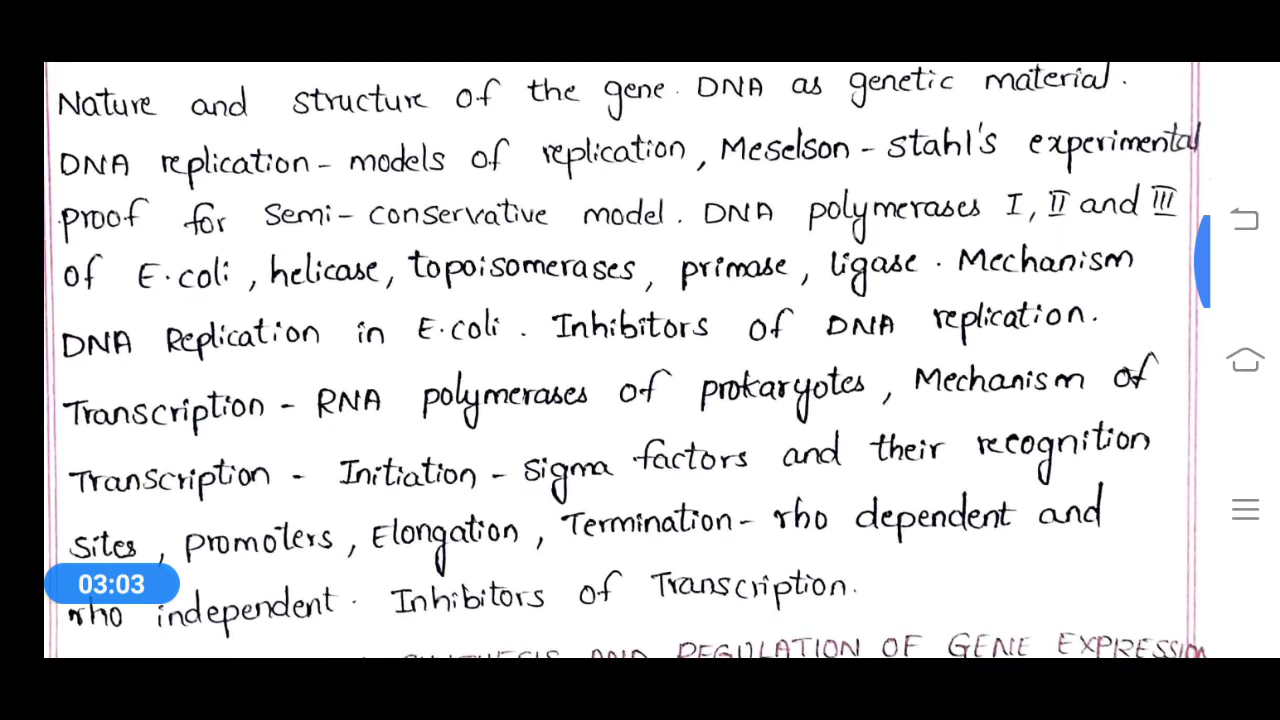 Nature and structure of the gene. DNA as genetic material.
DNA replication - models of replication, Meselson - stahl's experimental
proof for semi-conservative model. DNA polymerases I, II and III
of E.coli, helicase, topoisomerases, primase, ligase. Mechanism
DNA Replication in E.coli. Inhibitors of DNA replication.
Transcription - RNA polymerases of prokaryotes, Mechanism of
Transcription - Initiation - sigma factors and their recognition
sites, promoters, Elongation, Termination - rho dependent and
03:03
rho independent. Inhibitors of Transcription.
SYNTHESIS AND REGULATION OF GENE EXPRESSION